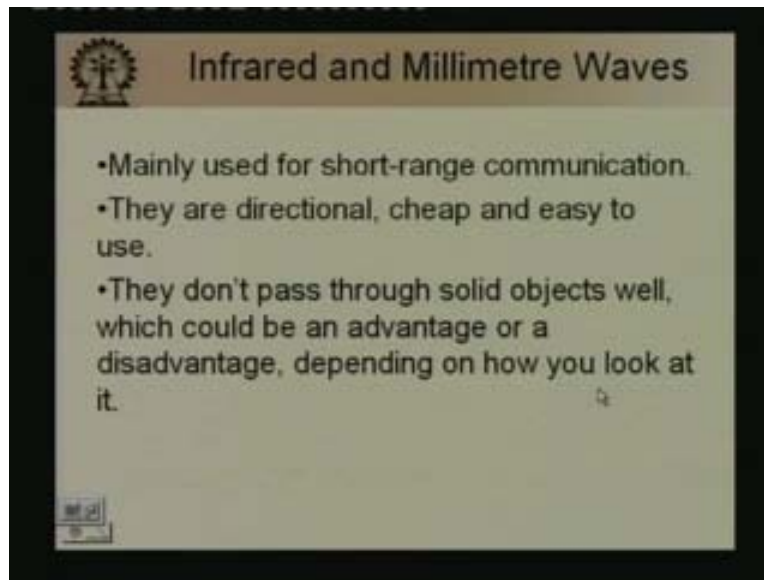 Infrared and Millimetre Waves
•Mainly used for short-range communication.
•They are directional, cheap and easy to
use.
•They don't pass through solid objects well,
which could be an advantage or a
disadvantage, depending on how you look at
it.